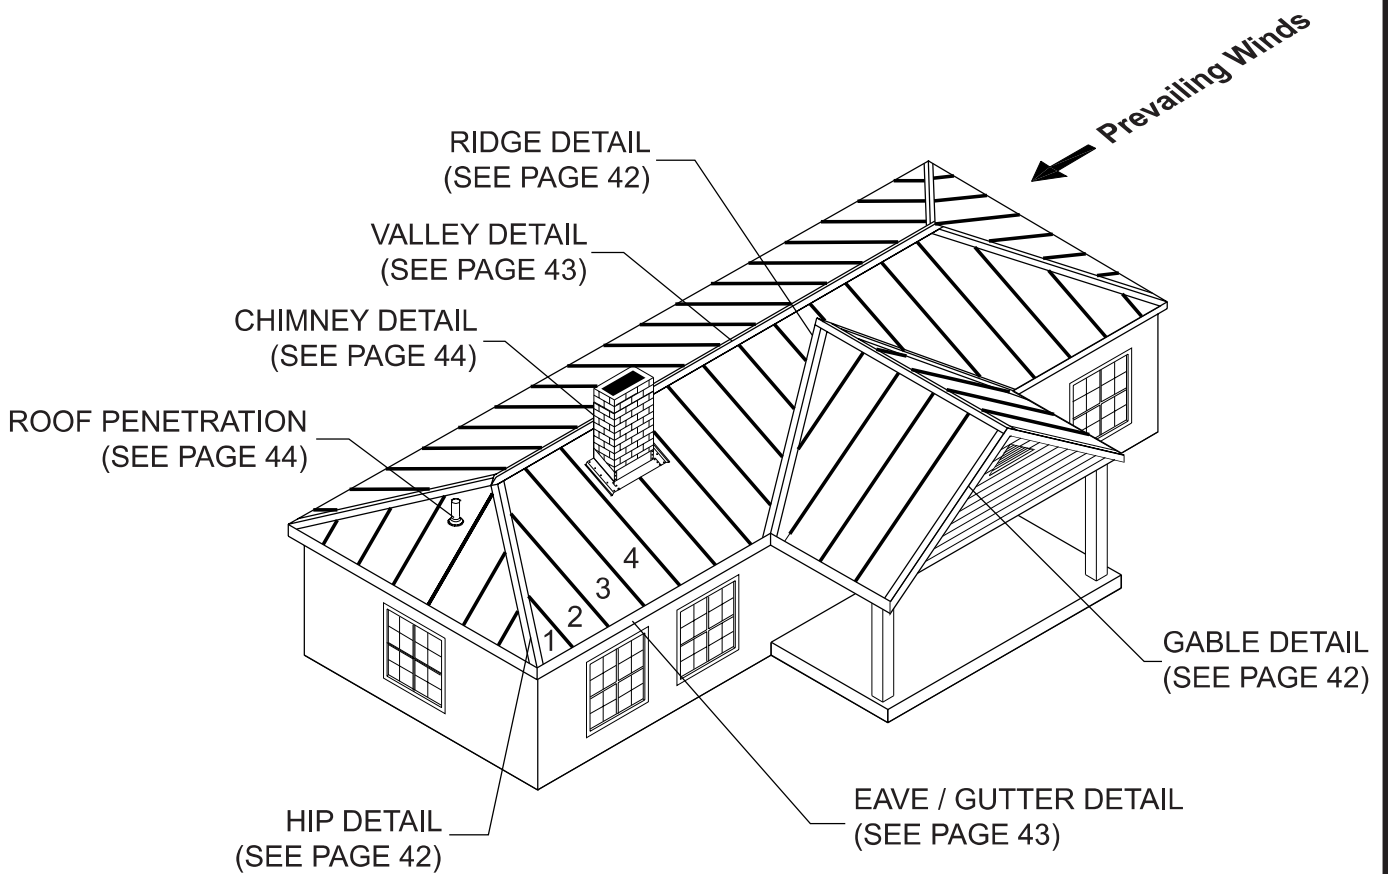 Prevailing Winds
RIDGE DETAIL
(SEE PAGE 42)
VALLEY DETAIL
(SEE PAGE 43)
CHIMNEY DETAIL
(SEE PAGE 44)
ROOF PENETRATION
(SEE PAGE 44)
4
3
2
1
GABLE DETAIL
(SEE PAGE 42)
EAVE / GUTTER DETAIL
(SEE PAGE 43)
HIP DETAIL
(SEE PAGE 42)